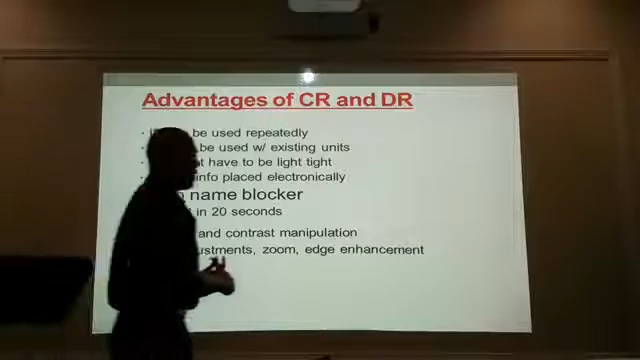 Advantages of CR and DR
be used repeatedly
be used w/ existing units
have to be light tight
info placed electronically
name blocker
in 20 seconds
and contrast manipulation
zoom, edge enhancement